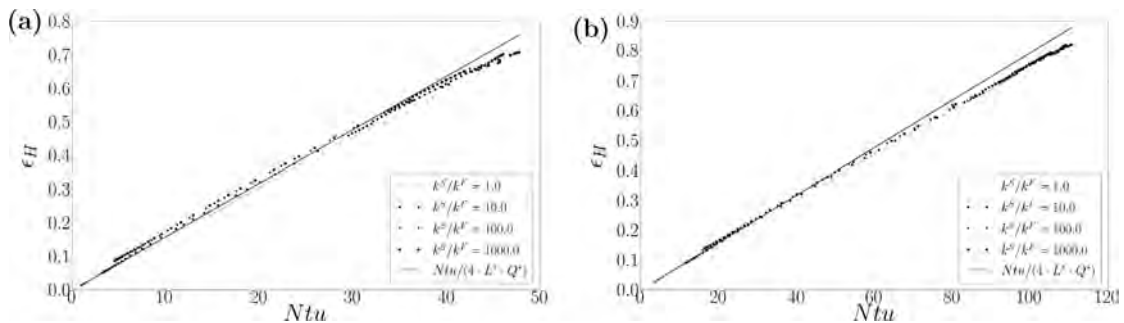 (a)
0.8
0.7
0.6
0.5
0.4
0.3
0.2
0.1
0.0
ϵ_H
0 10 20 30 40 50
Ntu
k^S/k^F = 1.0
k^S/k^F = 10.0
k^S/k^F = 100.0
k^S/k^F = 1000.0
Ntu/(4 · L* · Q*)
(b)
0.9
0.8
0.7
0.6
0.5
0.4
0.3
0.2
0.1
0.0
ϵ_H
0 20 40 60 80 100 120
Ntu
k^S/k^F = 1.0
k^S/k^F = 10.0
k^S/k^F = 100.0
k^S/k^F = 1000.0
Ntu/(4 · L* · Q*)